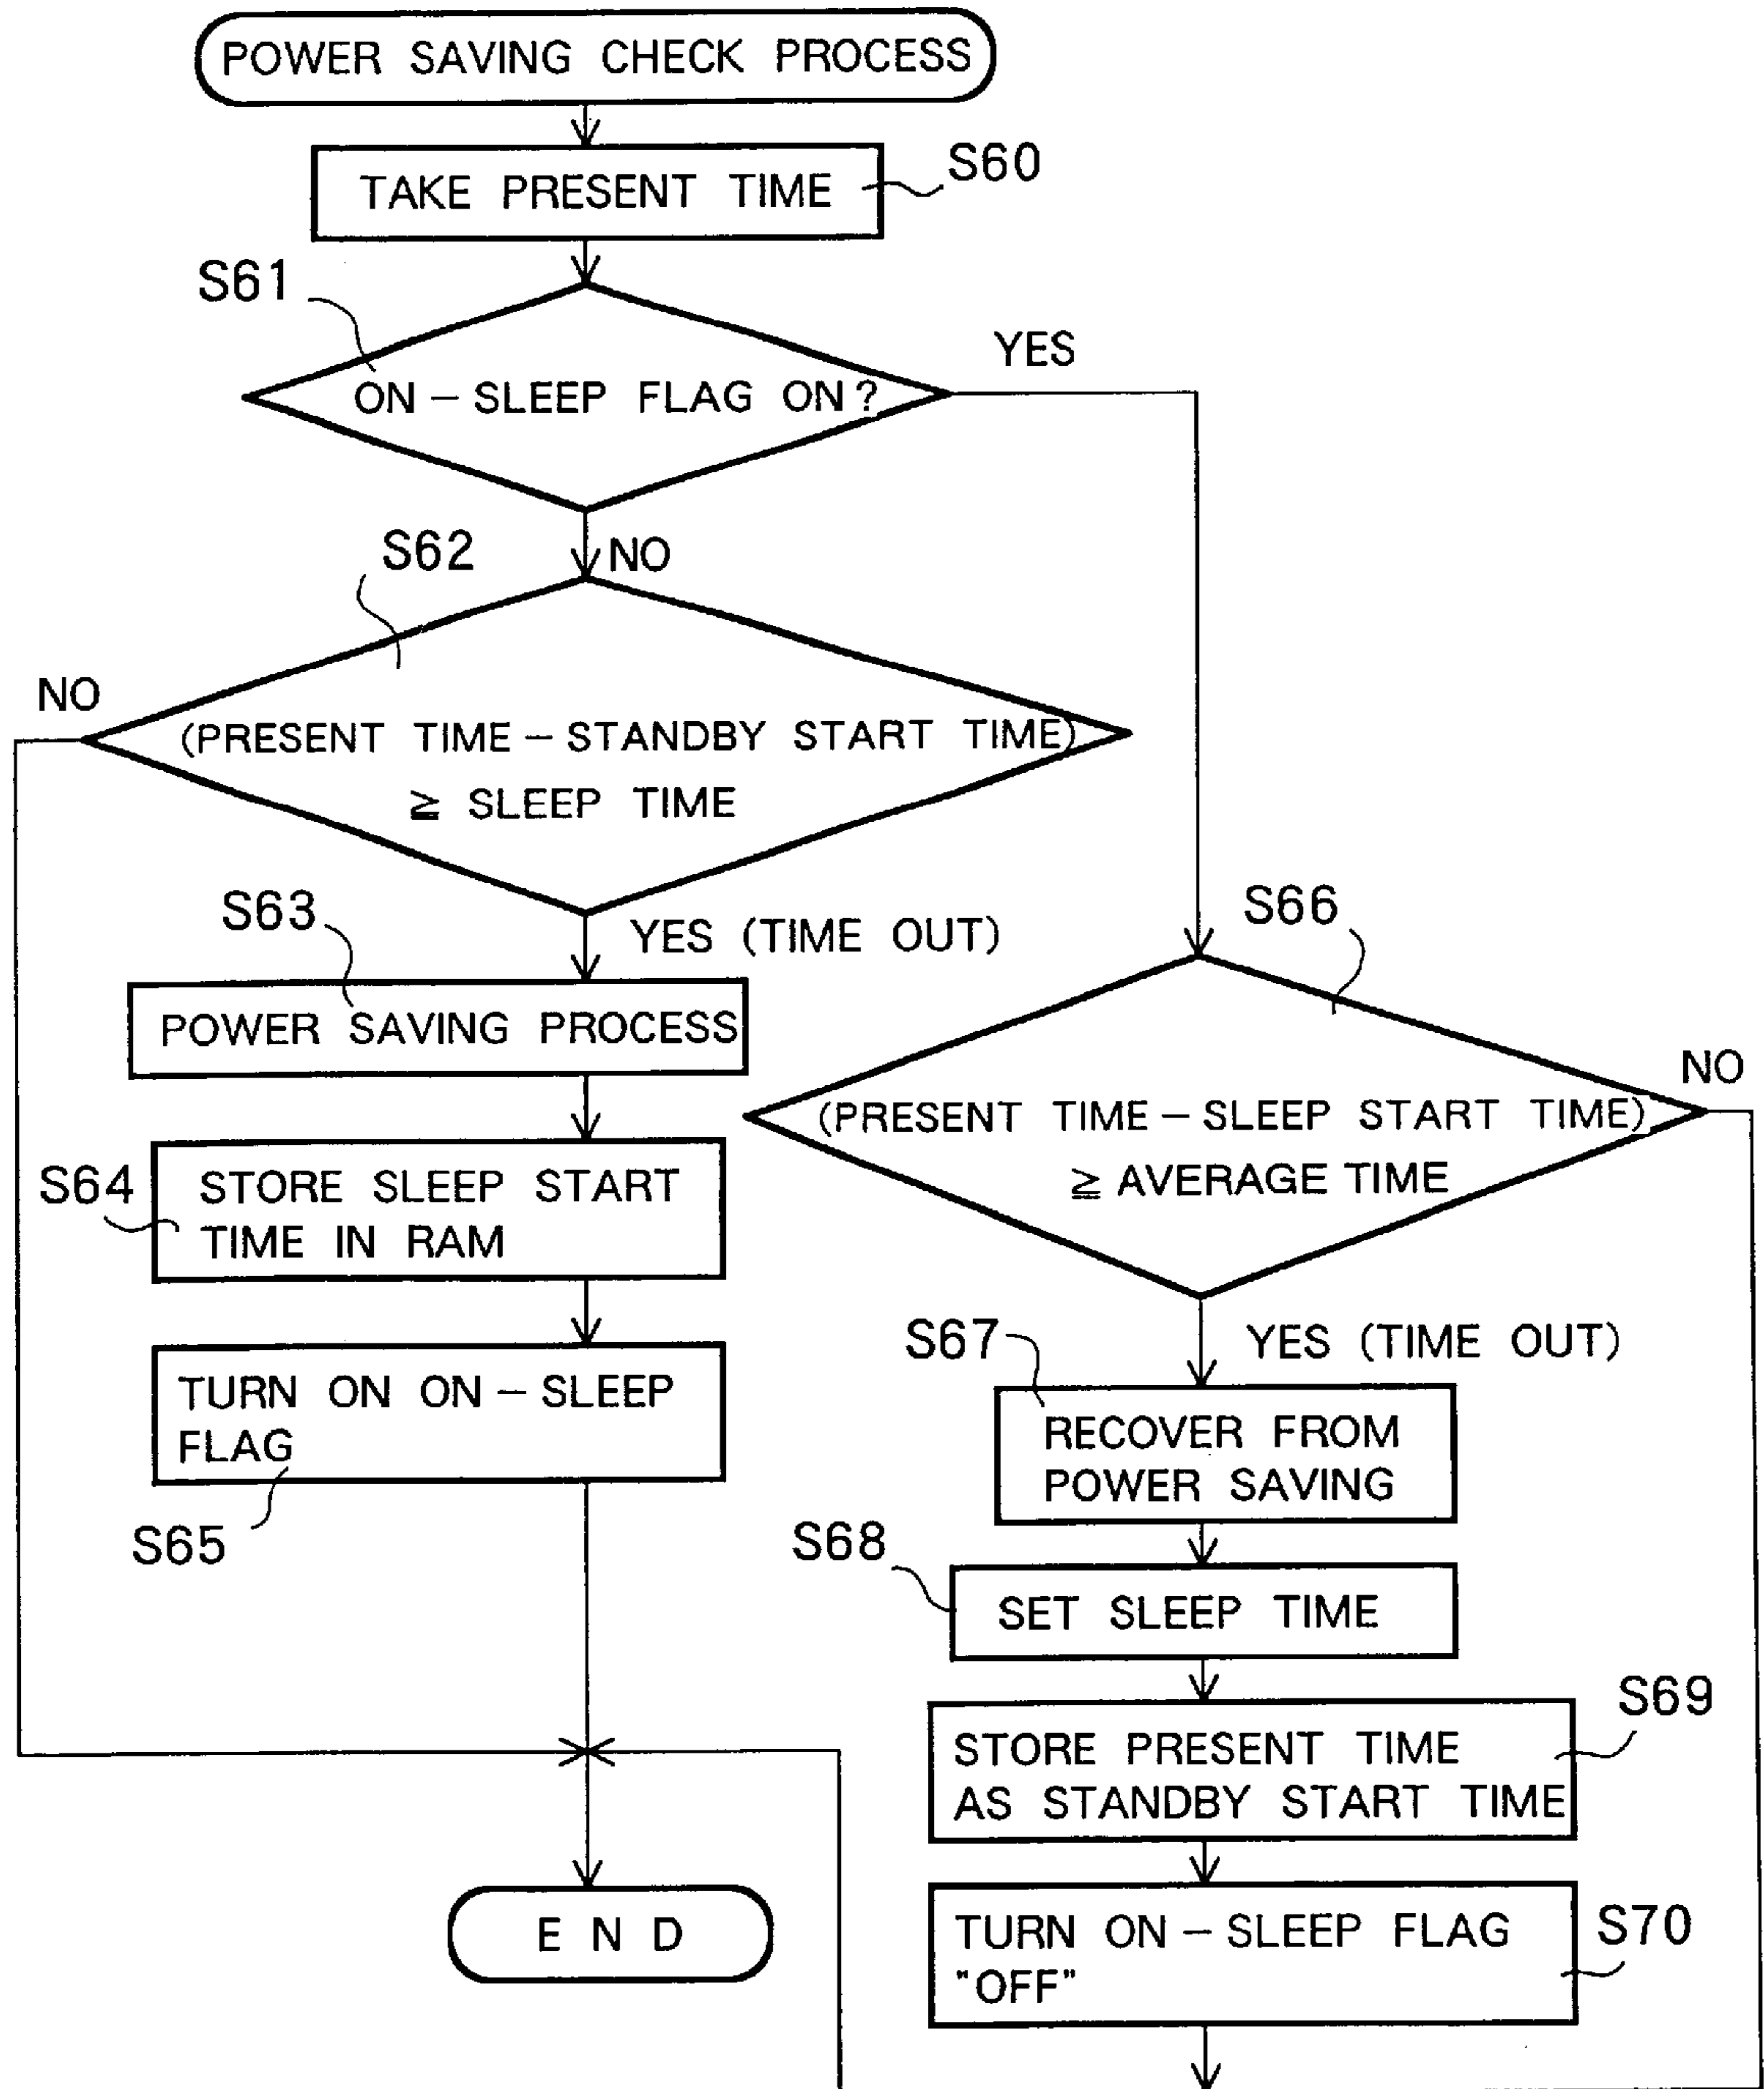 POWER SAVING CHECK PROCESS
TAKE PRESENT TIME
S60
S61
ON-SLEEP FLAG ON?
YES
NO
S62
NO
(PRESENT TIME-STANDBY START TIME)
≧ SLEEP TIME
YES (TIME OUT)
S63
POWER SAVING PROCESS
S64
STORE SLEEP START
TIME IN RAM
TURN ON ON-SLEEP
FLAG
S65
S66
NO
(PRESENT TIME-SLEEP START TIME)
≧ AVERAGE TIME
YES (TIME OUT)
S67
RECOVER FROM
POWER SAVING
S68
SET SLEEP TIME
S69
STORE PRESENT TIME
AS STANDBY START TIME
S70
TURN ON-SLEEP FLAG
"OFF"
E N D